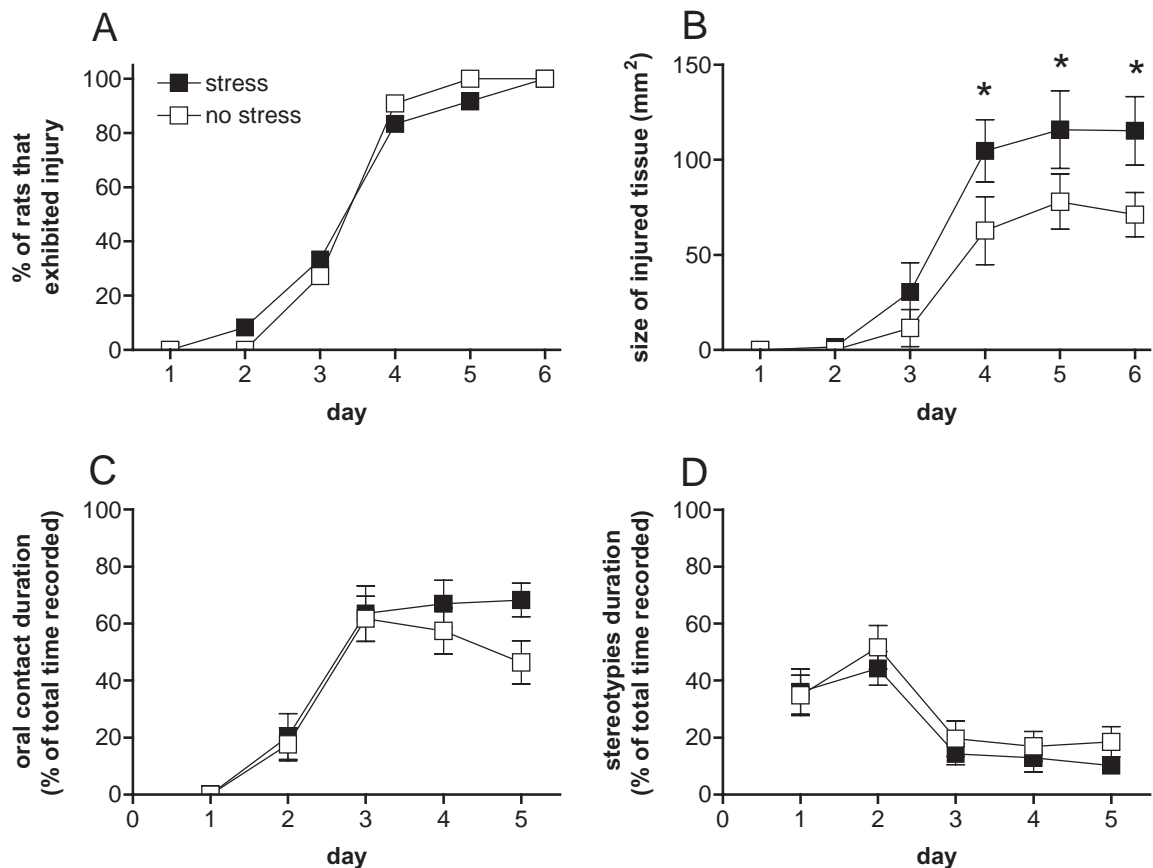 A
% of rats that
exhibited injury
100
80
60
40
20
0
stress
no stress
1 2 3 4 5 6
day
B
size of injured tissue (mm²)
150
100
50
0
* * *
1 2 3 4 5 6
day
C
oral contact duration
(% of total time recorded)
100
80
60
40
20
0
0 1 2 3 4 5
day
D
stereotypies duration
(% of total time recorded)
100
80
60
40
20
0
0 1 2 3 4 5
day